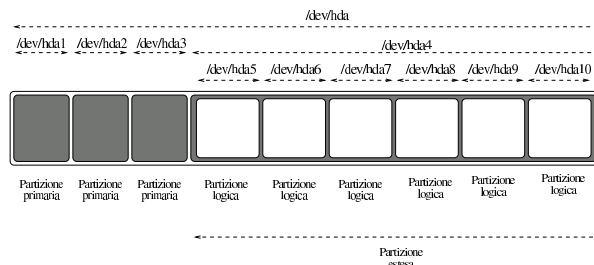 /dev/hda
/dev/hda1 /dev/hda2 /dev/hda3 /dev/hda4
/dev/hda5 /dev/hda6 /dev/hda7 /dev/hda8 /dev/hda9 /dev/hda10
Partizione Partizione Partizione Partizione Partizione Partizione Partizione Partizione Partizione
primaria primaria primaria logica logica logica logica logica logica
Partizione
estesa